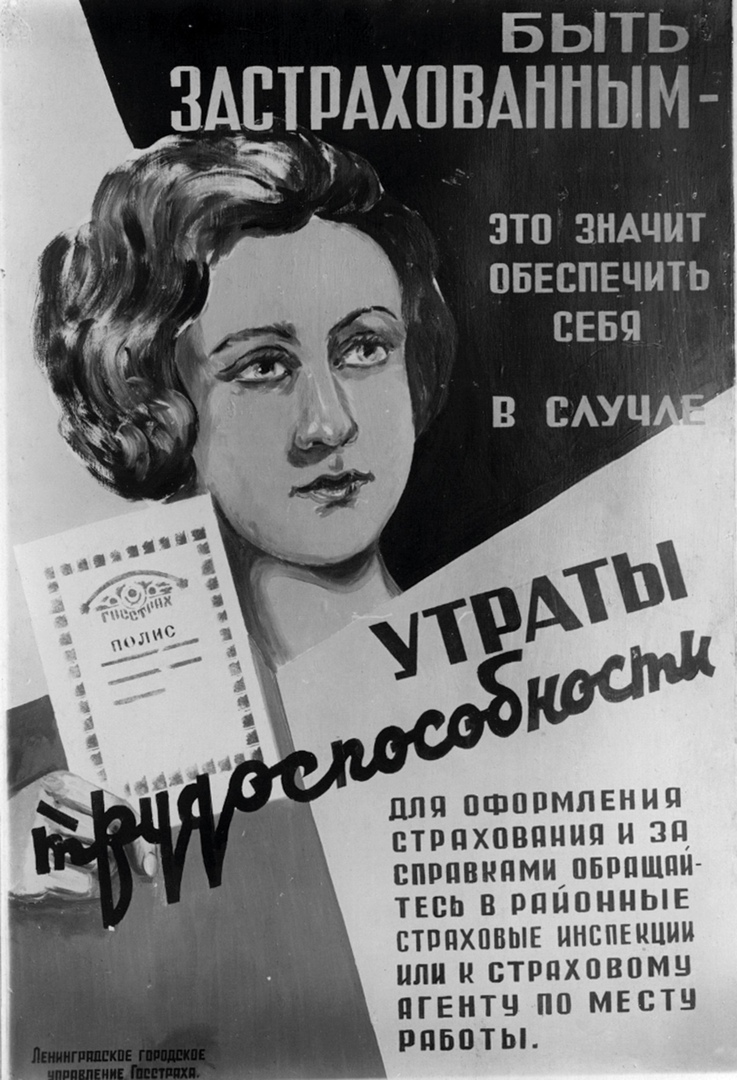 БЫТЬ
ЗАСТРАХОВАННЫМ-
ЭТО ЗНАЧИТ
ОБЕСПЕЧИТЬ
СЕБЯ
В СЛУЧАЕ
УТРАТЫ
трудоспособности
ГОССТРАХ
ПОЛИС
ДЛЯ ОФОРМЛЕНИЯ
СТРАХОВАНИЯ И ЗА
СПРАВКАМИ ОБРАЩАЙ-
ТЕСЬ В РАЙОННЫЕ
СТРАХОВЫЕ ИНСПЕКЦИИ
ИЛИ К СТРАХОВОМУ
АГЕНТУ ПО МЕСТУ
РАБОТЫ.
ЛЕНИНГРАДСКОЕ ГОРОДСКОЕ
УПРАВЛЕНИЕ ГОССТРАХА.